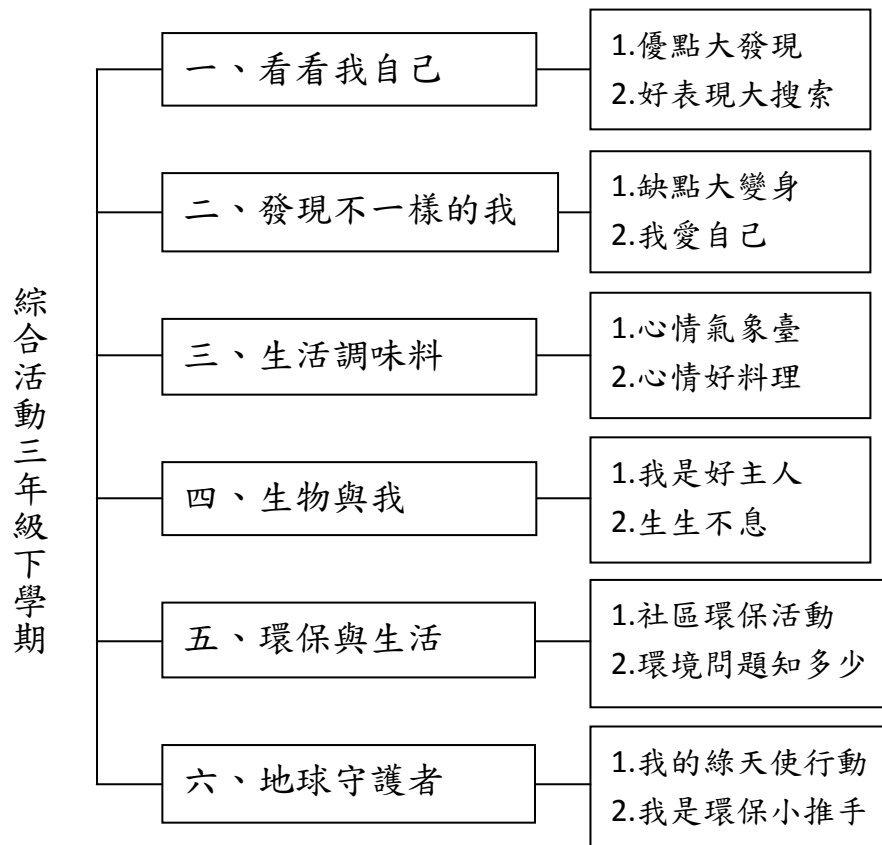 綜合活動三年級下學期
一、看看我自己
1.優點大發現
2.好表現大搜索
二、發現不一樣的我
1.缺點大變身
2.我愛自己
三、生活調味料
1.心情氣象臺
2.心情好料理
四、生物與我
1.我是好主人
2.生生不息
五、環保與生活
1.社區環保活動
2.環境問題知多少
六、地球守護者
1.我的綠天使行動
2.我是環保小推手